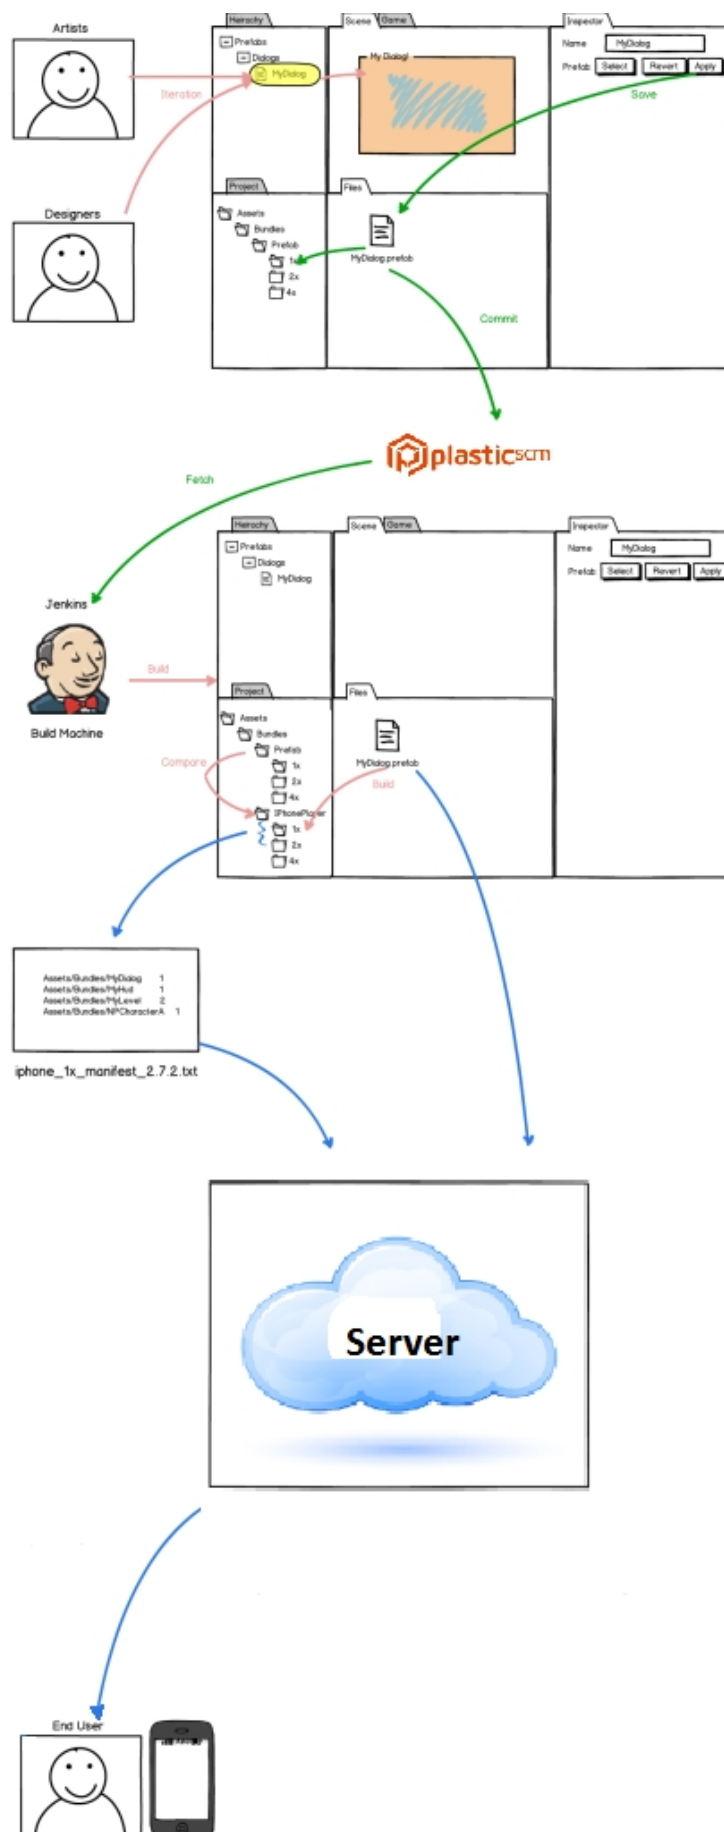 Artists
Heirachy
Scene
Game
Inspector
Prefabs
Dialogs
MyDialog
My Dialog!
Name
MyDialog
Prefab
Select
Revert
Apply
Iteration
Save
Designers
Project
Files
Assets
Bundles
Prefab
2x
4x
MyDialog.prefab
Commit
plastic scm
Fetch
Heirachy
Scene
Game
Inspector
Prefabs
Dialogs
MyDialog
Name
MyDialog
Prefab
Select
Revert
Apply
Jenkins
Build
Build Machine
Project
Files
Assets
Bundles
Prefab
1x
2x
4x
Compare
MyDialog.prefab
Build
IPhonePlayer
1x
2x
4x
Assets/Bundles/MyDialog 1
Assets/Bundles/MyHud 1
Assets/Bundles/MyLevel 2
Assets/Bundles/NPCharacterA 1
iphone_1x_manifest_2.7.2.txt
Server
End User